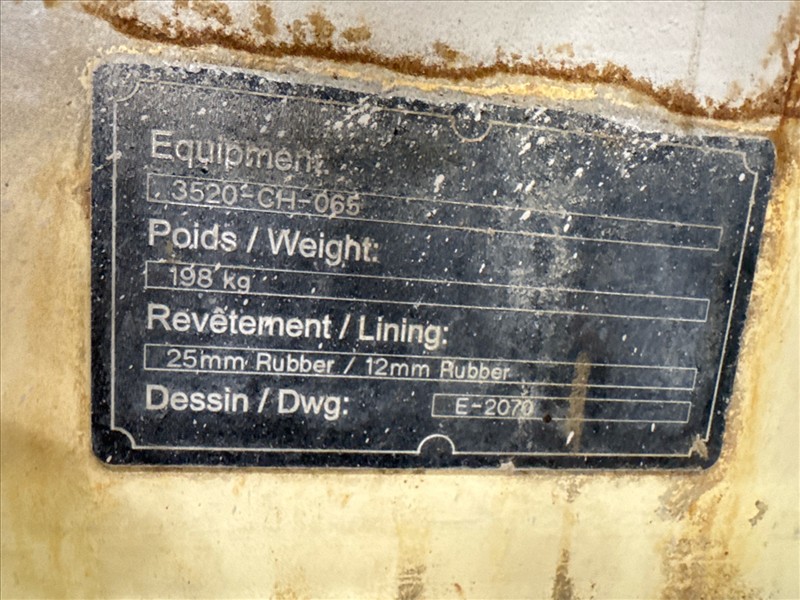 Equipment:
3520-CH-065
Poids / Weight:
198 kg
Revêtement / Lining:
25mm Rubber / 12mm Rubber
Dessin / Dwg: E-2070